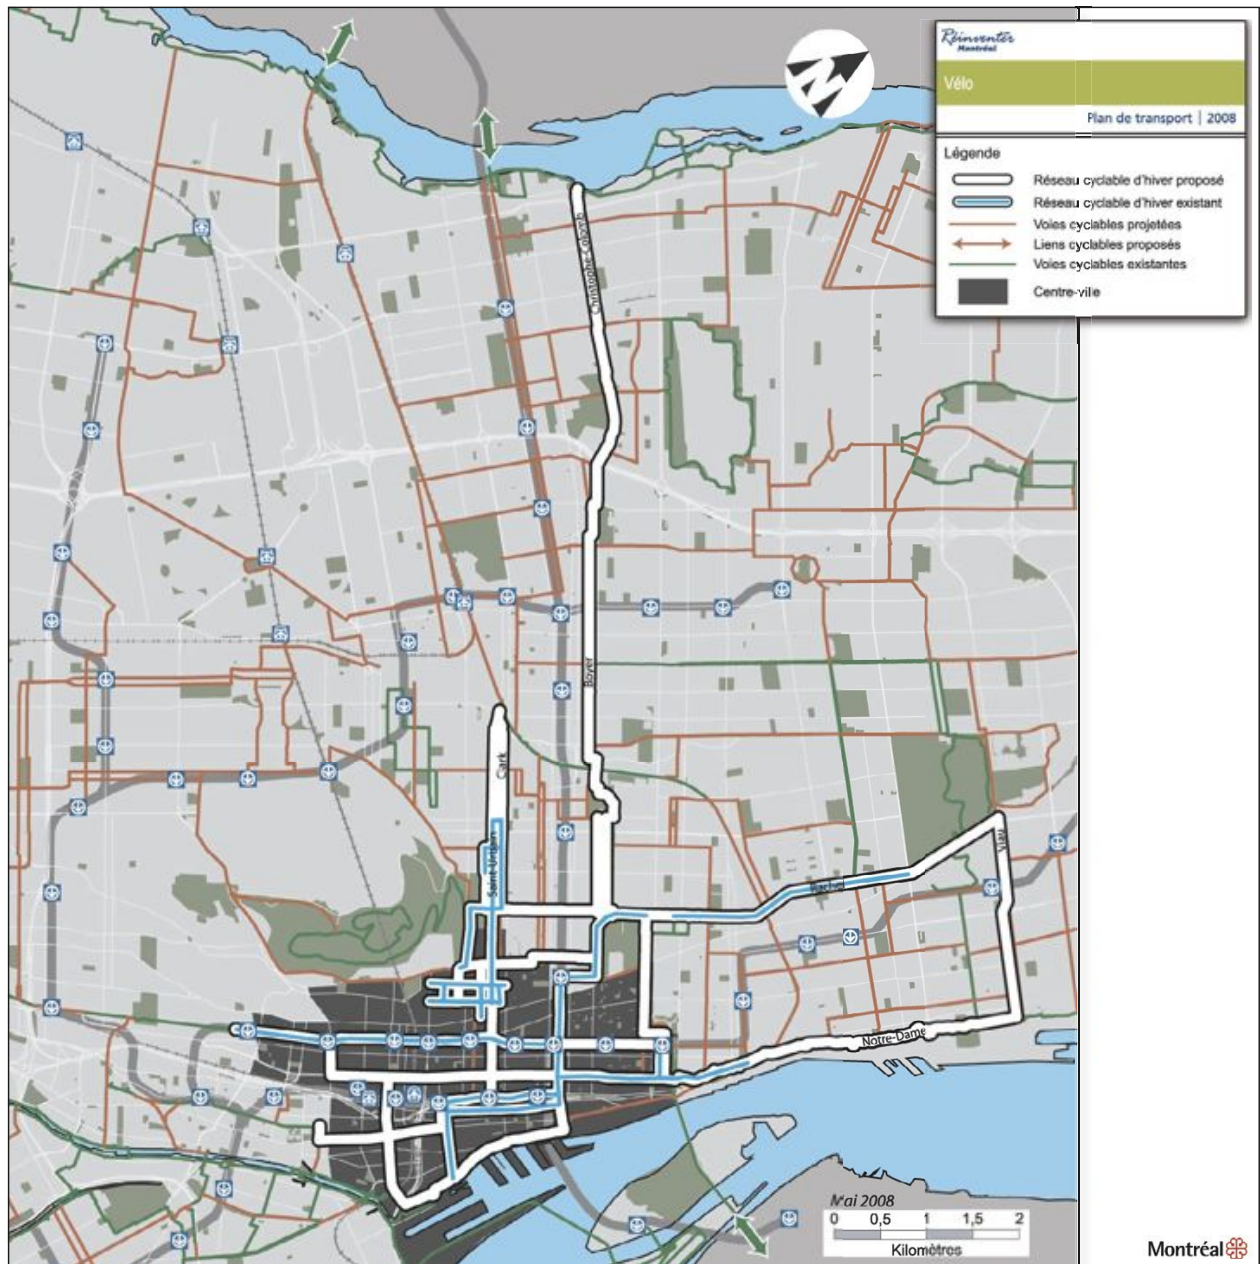 Réinventer
Montréal
Vélo
Plan de transport | 2008
Légende
Réseau cyclable d'hiver proposé
Réseau cyclable d'hiver existant
Voies cyclables projetées
Liens cyclables proposés
Voies cyclables existantes
Centre-ville
Christophe-Colomb
Boyer
Clark
Saint-Urbain
Rachel
Viau
Notre-Dame
Mai 2008
0 0,5 1 1,5 2
Kilomètres
Montréal